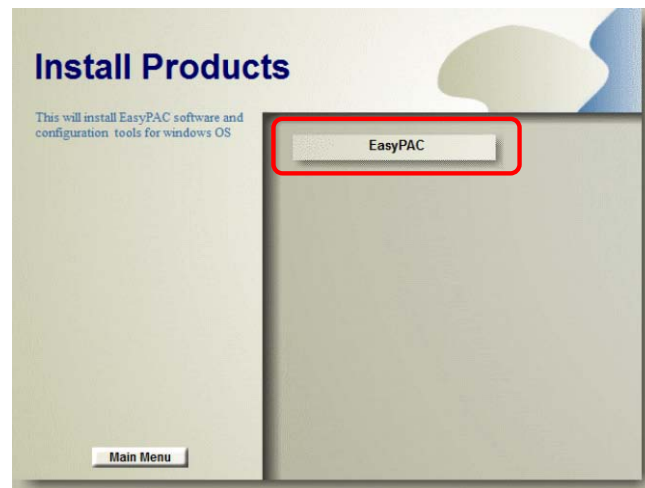 Install Products
This will install EasyPAC software and
configuration tools for windows OS
EasyPAC
Main Menu